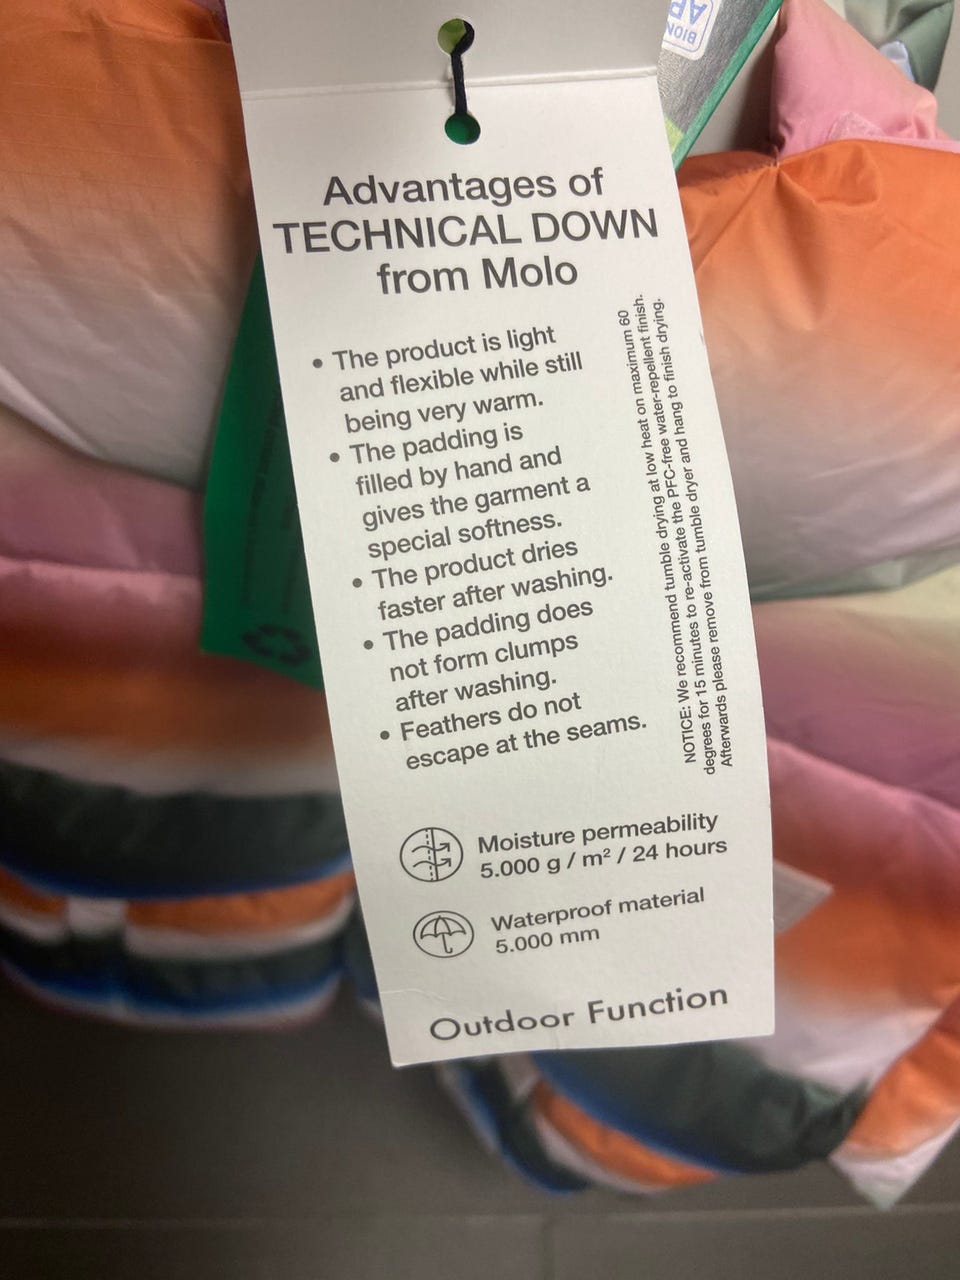 BION
AP
Advantages of
TECHNICAL DOWN
from Molo
• The product is light
and flexible while still
being very warm.
• The padding is
filled by hand and
gives the garment a
special softness.
• The product dries
faster after washing.
• The padding does
not form clumps
after washing.
• Feathers do not
escape at the seams.
NOTICE: We recommend tumble drying at low heat on maximum 60
degrees for 15 minutes to re-activate the PFC-free water-repellent finish.
Afterwards please remove from tumble dryer and hang to finish drying.
Moisture permeability
5.000 g / m² / 24 hours
Waterproof material
5.000 mm
Outdoor Function